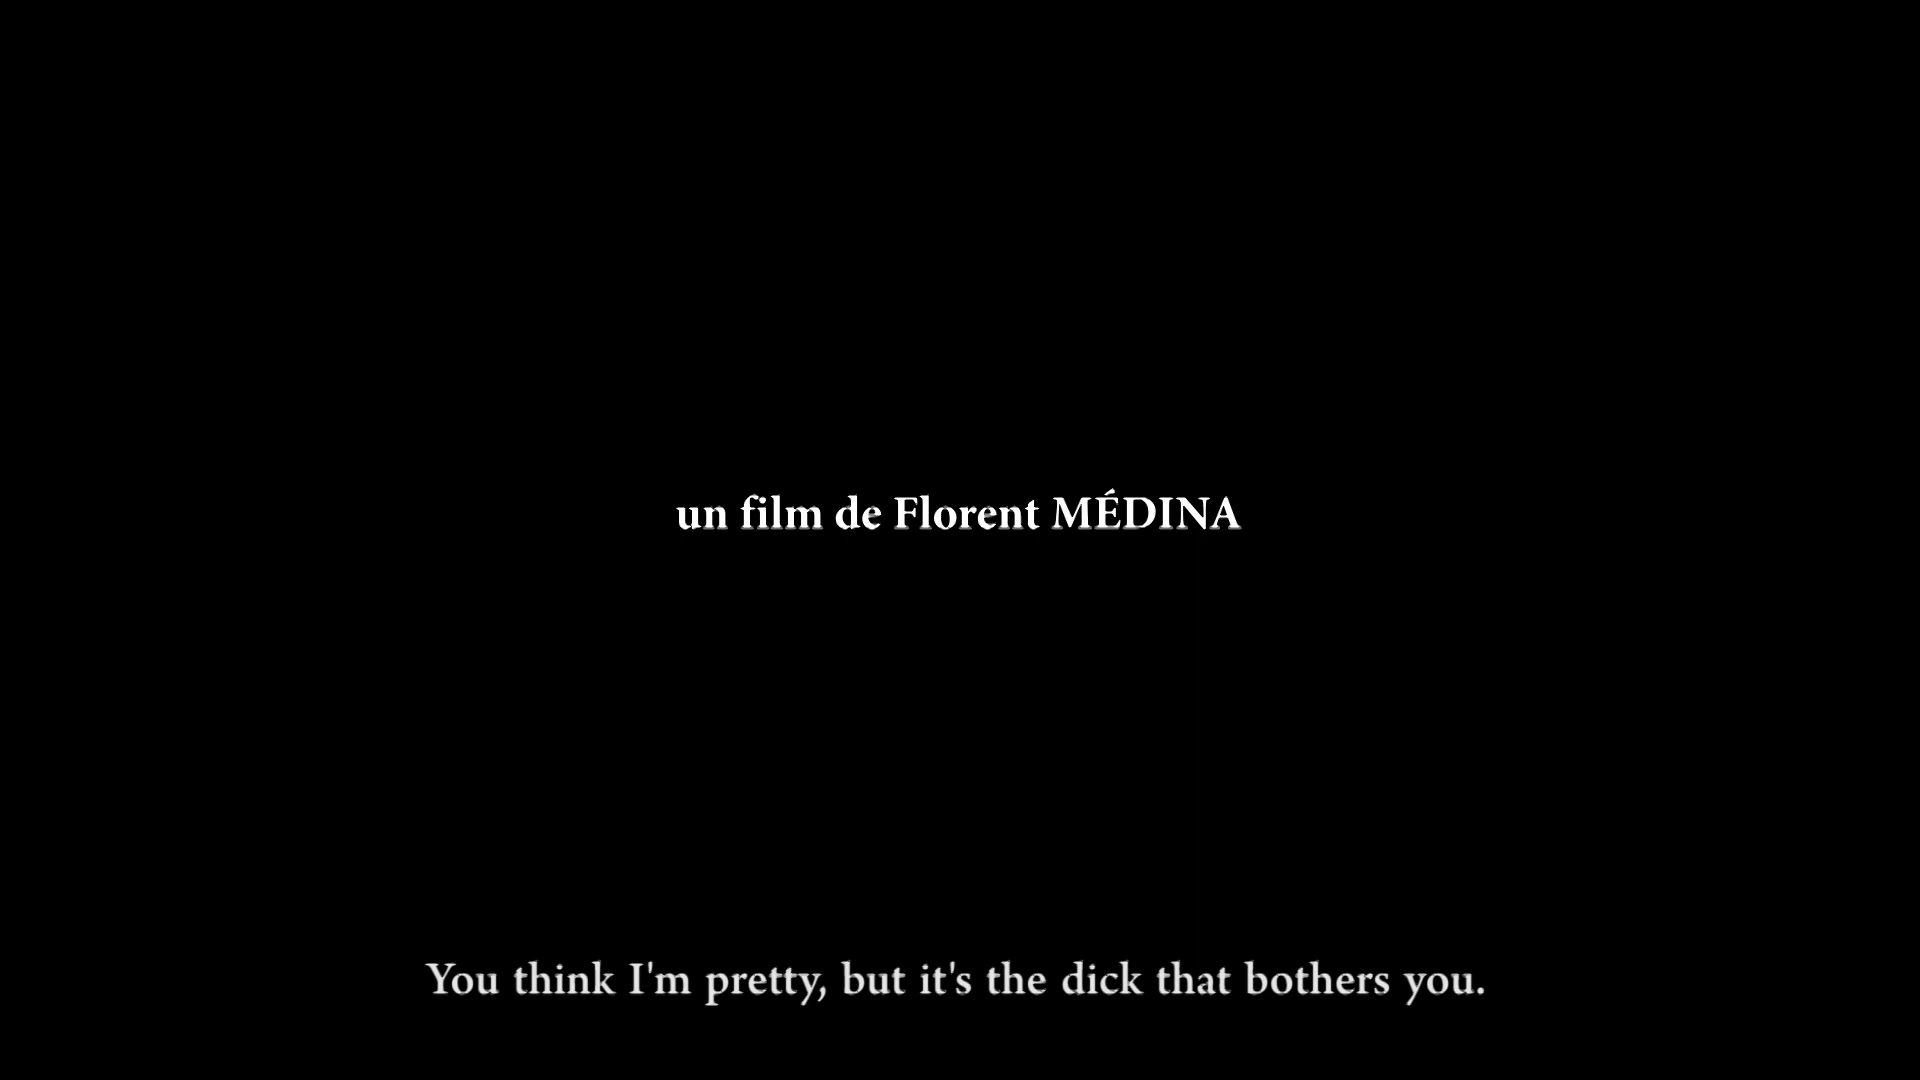 un film de Florent MÉDINA
You think I'm pretty, but it's the dick that bothers you.